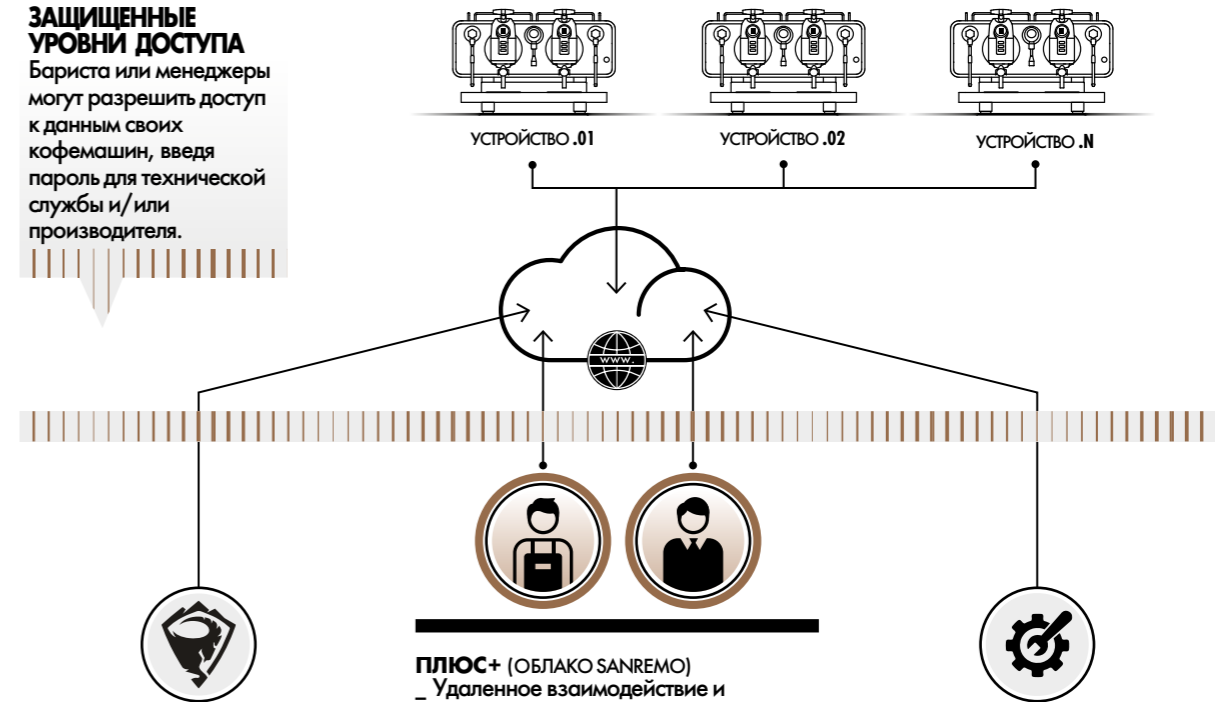 ЗАЩИЩЕННЫЕ
УРОВНИ ДОСТУПА
Бариста или менеджеры
могут разрешить доступ
к данным своих
кофемашин, введя
пароль для технической
службы и/или
производителя.
УСТРОЙСТВО .01
УСТРОЙСТВО .02
УСТРОЙСТВО .N
WWW.
ПЛЮС+ (ОБЛАКО SANREMO)
_ Удаленное взаимодействие и